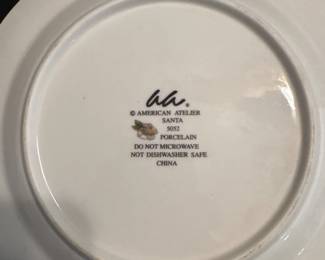 aa®
© AMERICAN ATELIER
SANTA
5052
PORCELAIN
DO NOT MICROWAVE
NOT DISHWASHER SAFE
CHINA